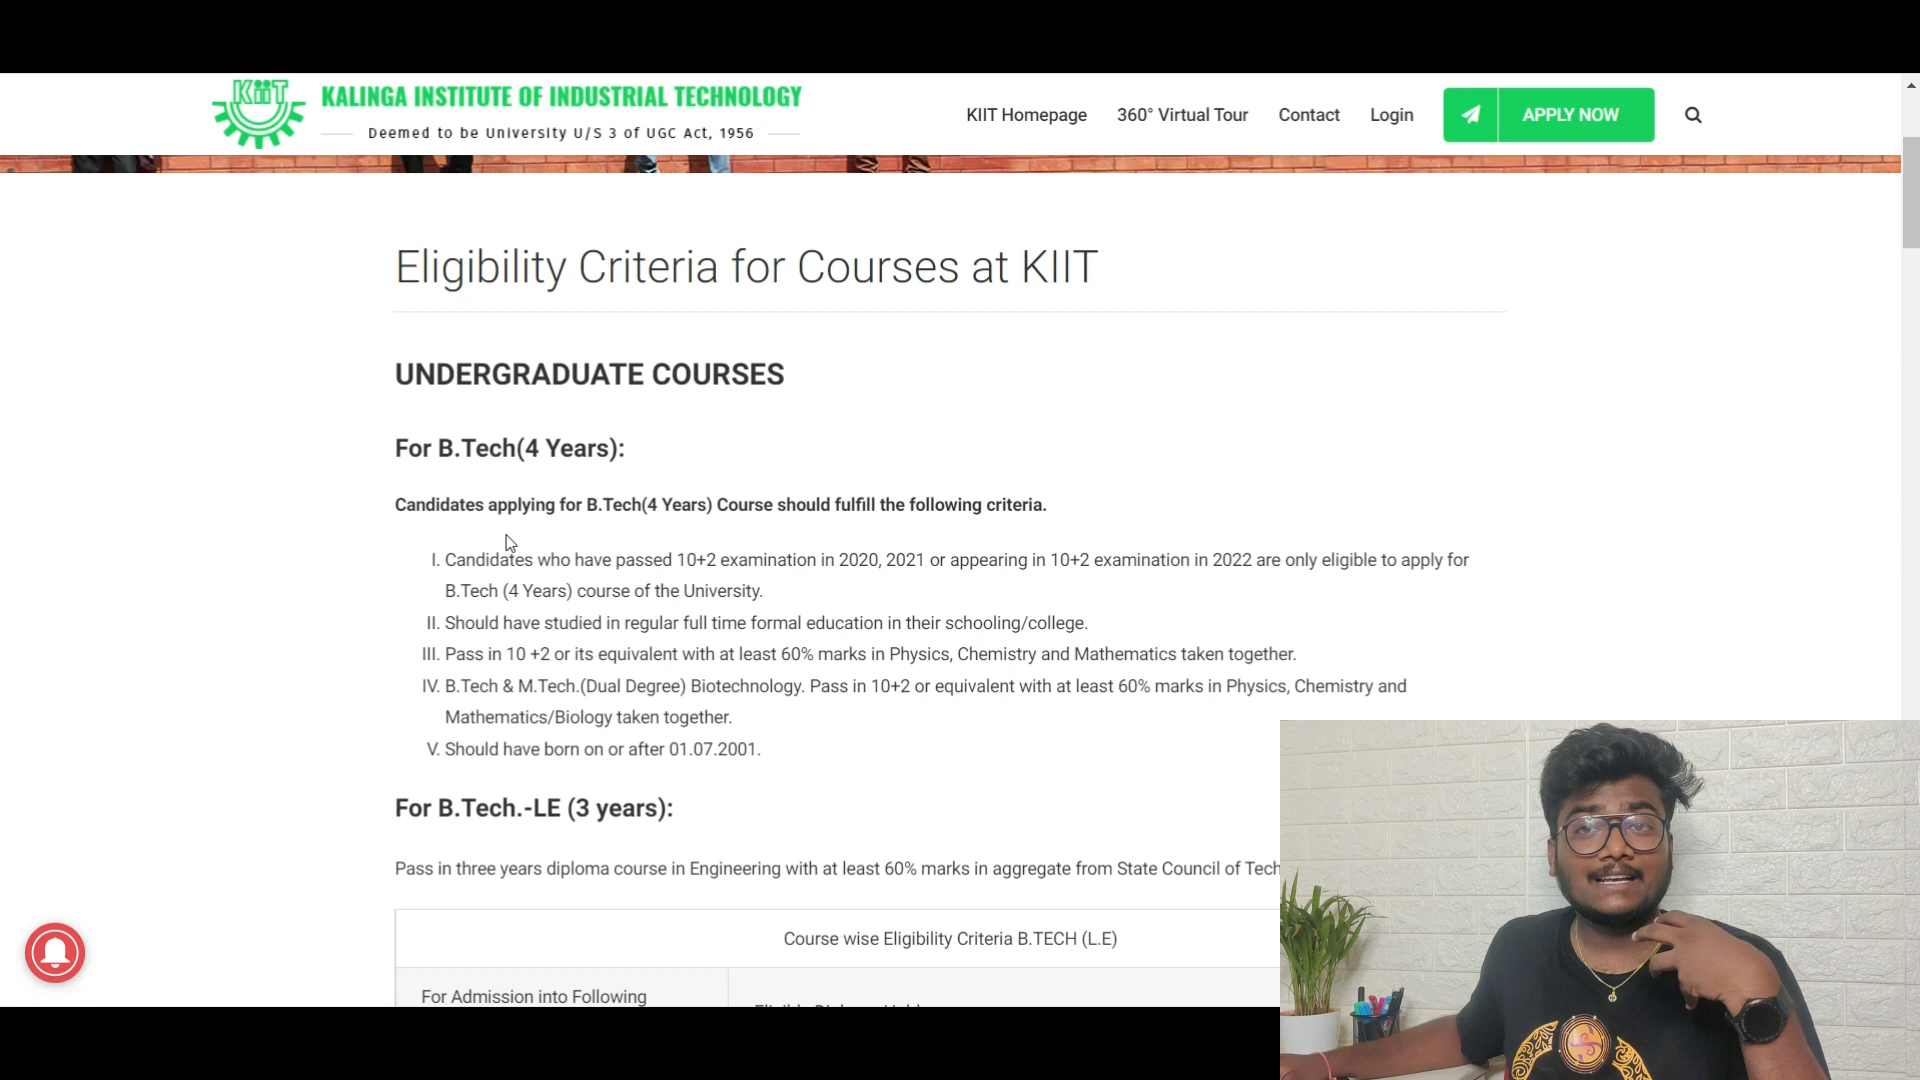 KiiT
KALINGA INSTITUTE OF INDUSTRIAL TECHNOLOGY
Deemed to be University U/S 3 of UGC Act, 1956
KIIT Homepage 360° Virtual Tour Contact Login APPLY NOW
Eligibility Criteria for Courses at KIIT
UNDERGRADUATE COURSES
For B.Tech(4 Years):
Candidates applying for B.Tech(4 Years) Course should fulfill the following criteria.
I. Candidates who have passed 10+2 examination in 2020, 2021 or appearing in 10+2 examination in 2022 are only eligible to apply for
B.Tech (4 Years) course of the University.
II. Should have studied in regular full time formal education in their schooling/college.
III. Pass in 10 +2 or its equivalent with at least 60% marks in Physics, Chemistry and Mathematics taken together.
IV. B.Tech & M.Tech.(Dual Degree) Biotechnology. Pass in 10+2 or equivalent with at least 60% marks in Physics, Chemistry and
Mathematics/Biology taken together.
V. Should have born on or after 01.07.2001.
For B.Tech.-LE (3 years):
Pass in three years diploma course in Engineering with at least 60% marks in aggregate from State Council of Tech
Course wise Eligibility Criteria B.TECH (L.E)
For Admission into Following